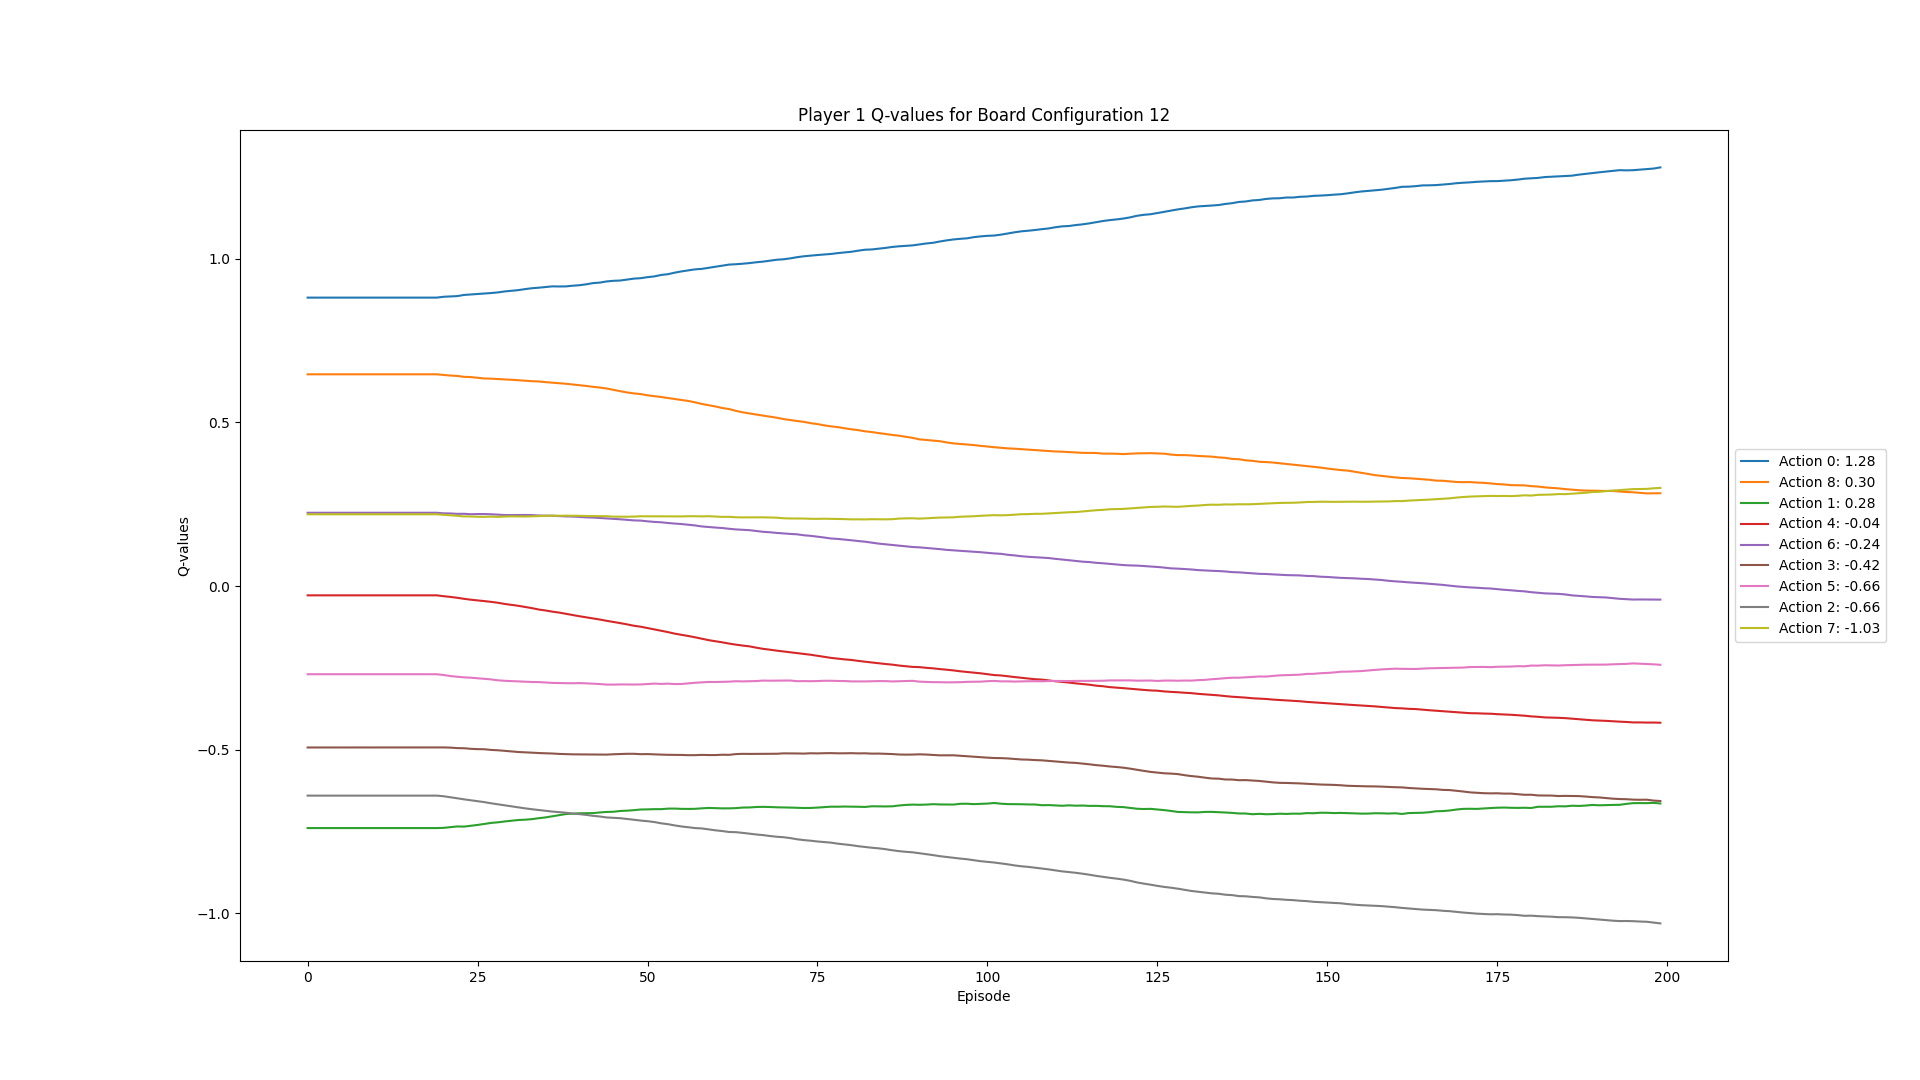 Player 1 Q-values for Board Configuration 12
1.0
0.5
0.0
−0.5
−1.0
Q-values
0 25 50 75 100 125 150 175 200
Episode
Action 0: 1.28
Action 8: 0.30
Action 1: 0.28
Action 4: -0.04
Action 6: -0.24
Action 3: -0.42
Action 5: -0.66
Action 2: -0.66
Action 7: -1.03